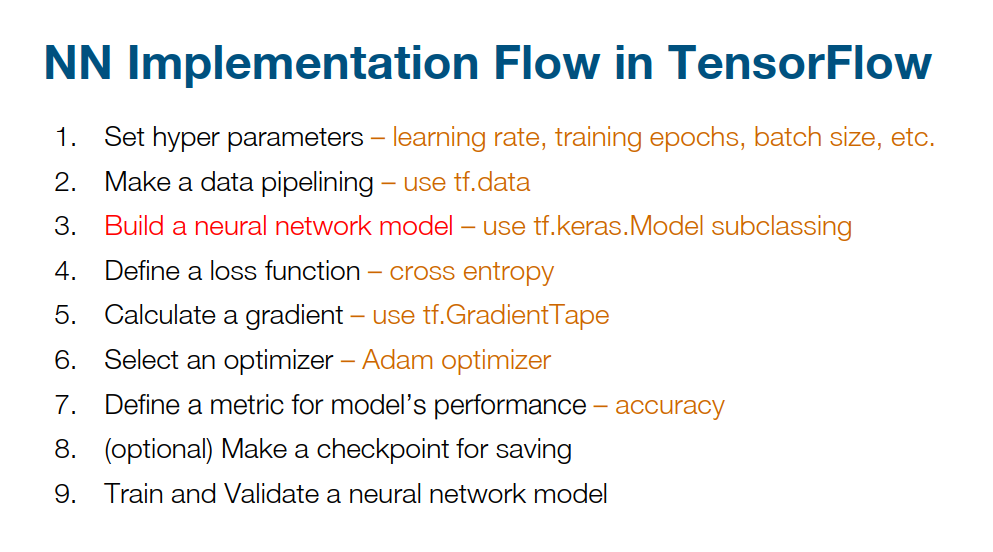 NN Implementation Flow in TensorFlow
1. Set hyper parameters – learning rate, training epochs, batch size, etc.
2. Make a data pipelining – use tf.data
3. Build a neural network model – use tf.keras.Model subclassing
4. Define a loss function – cross entropy
5. Calculate a gradient – use tf.GradientTape
6. Select an optimizer – Adam optimizer
7. Define a metric for model’s performance – accuracy
8. (optional) Make a checkpoint for saving
9. Train and Validate a neural network model